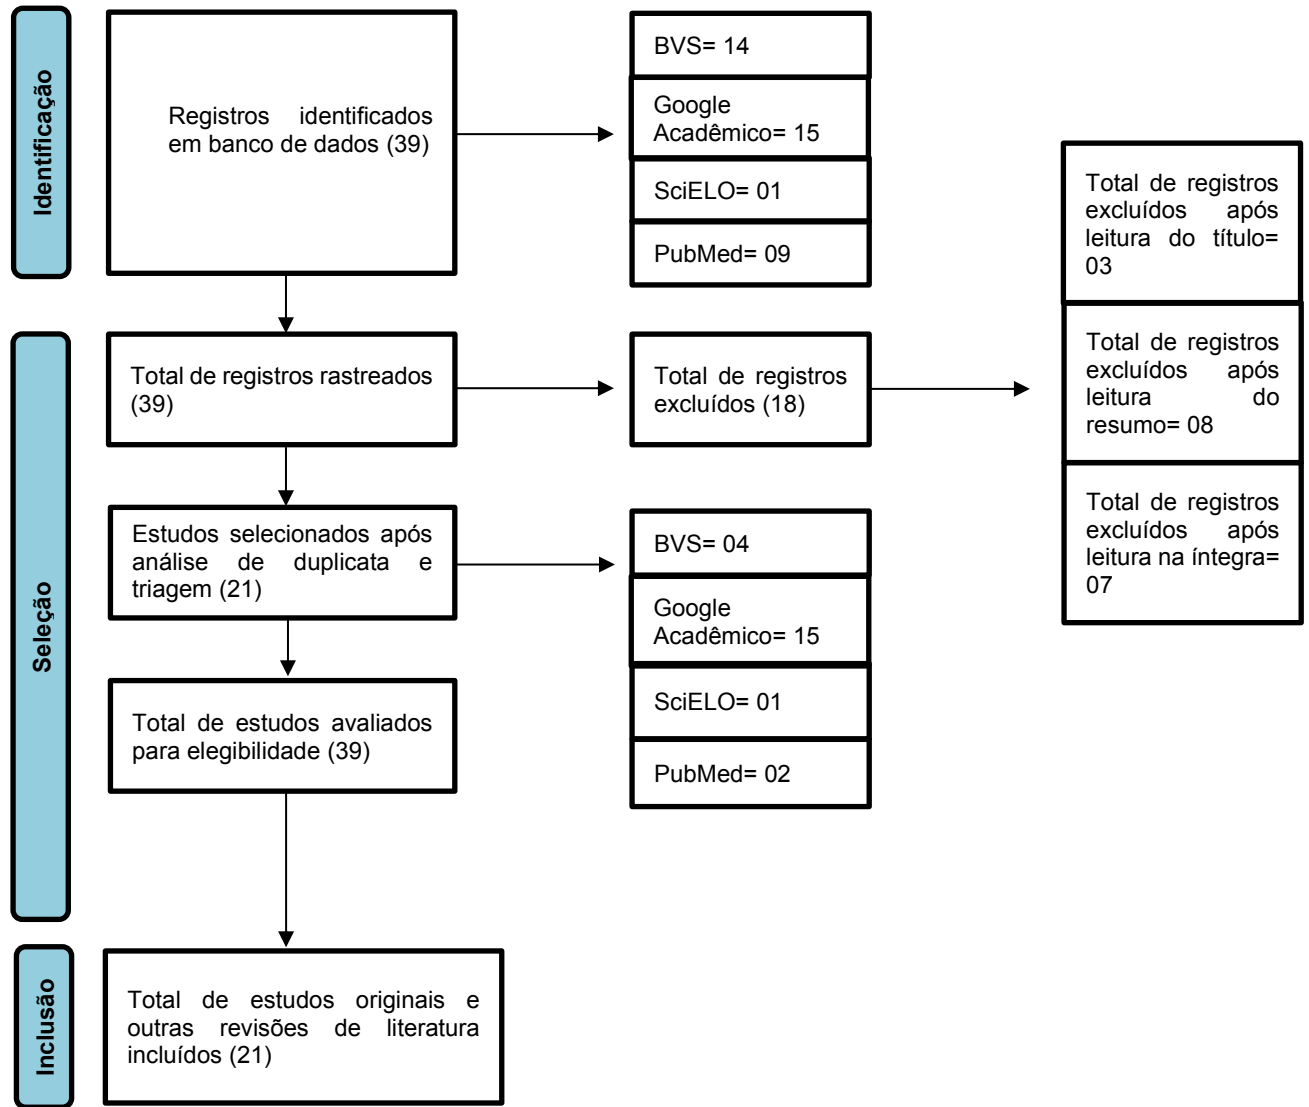 Identificação
Registros identificados
em banco de dados (39)
BVS= 14
Google
Acadêmico= 15
SciELO= 01
PubMed= 09
Total de registros
excluídos após
leitura do título=
03
Total de registros
excluídos após
leitura do
resumo= 08
Total de registros
excluídos após
leitura na íntegra=
07
Seleção
Total de registros rastreados
(39)
Total de registros
excluídos (18)
Estudos selecionados após
análise de duplicata e
triagem (21)
BVS= 04
Google
Acadêmico= 15
SciELO= 01
PubMed= 02
Total de estudos avaliados
para elegibilidade (39)
Inclusão
Total de estudos originais e
outras revisões de literatura
incluídos (21)